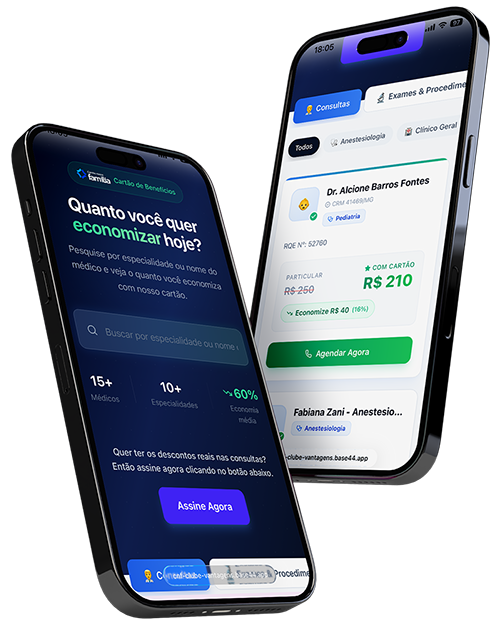 família
Cartão de Benefícios
Quanto você quer
economizar hoje?
Pesquise por especialidade ou nome do
médico e veja o quanto você economiza
com nosso cartão.
Buscar por especialidade ou nome
15+
Médicos
10+
Especialidades
60%
Economia
média
Quer ter os descontos reais nas consultas?
Então assine agora clicando no botão abaixo.
Assine Agora
18:05
97
Consultas
Exames & Procedime
Todos
Anestesiologia
Clínico Geral
Dr. Alcione Barros Fontes
CRM 41469/MG
Pediatria
RQE Nº: 52760
PARTICULAR
R$ 250
COM CARTÃO
R$ 210
Economize R$ 40 (16%)
Agendar Agora
Fabiana Zani - Anestesio...
Anestesiologia
-clube-vantagens.base44.app